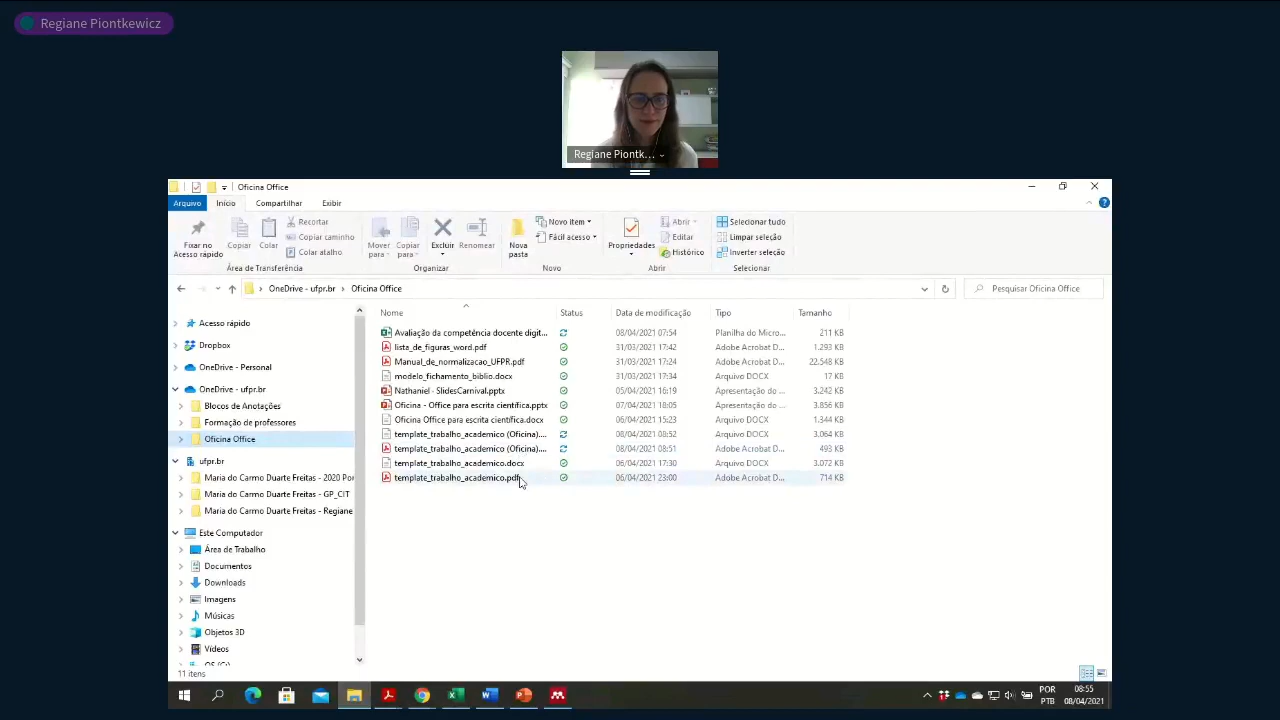 Regiane Piontkewicz
Regiane Piontk...
Oficina Office
Arquivo Início Compartilhar Exibir
Fixar no Acesso rápido
Copiar
Colar
Recortar
Copiar caminho
Colar atalho
Área de Transferência
Mover para
Copiar para
Excluir
Renomear
Organizar
Nova pasta
Novo item
Fácil acesso
Novo
Propriedades
Abrir
Editar
Histórico
Abrir
Selecionar tudo
Limpar seleção
Inverter seleção
Selecionar
OneDrive - ufpr.br > Oficina Office
Pesquisar Oficina Office
Acesso rápido
Dropbox
OneDrive - Personal
OneDrive - ufpr.br
Blocos de Anotações
Formação de professores
Oficina Office
ufpr.br
Maria do Carmo Duarte Freitas - 2020 Por
Maria do Carmo Duarte Freitas - GP_CIT
Maria do Carmo Duarte Freitas - Regiane
Este Computador
Área de Trabalho
Documentos
Downloads
Imagens
Músicas
Objetos 3D
Vídeos
OS (C:)
Nome Status Data de modificação Tipo Tamanho
Avaliação da competência docente digit... 08/04/2021 07:54 Planilha do Micro... 211 KB
lista_de_figuras_word.pdf 31/03/2021 17:42 Adobe Acrobat D... 1.293 KB
Manual_de_normalizacao_UFPR.pdf 31/03/2021 17:24 Adobe Acrobat D... 22.548 KB
modelo_fichamento_biblio.docx 31/03/2021 17:34 Arquivo DOCX 17 KB
Nathaniel - SlidesCarnival.pptx 05/04/2021 16:19 Apresentação do ... 3.242 KB
Oficina - Office para escrita científica.pptx 07/04/2021 18:05 Apresentação do ... 3.856 KB
Oficina Office para escrita científica.docx 06/04/2021 15:23 Arquivo DOCX 1.344 KB
template_trabalho_academico (Oficina).... 08/04/2021 08:52 Arquivo DOCX 3.064 KB
template_trabalho_academico (Oficina).... 08/04/2021 08:51 Adobe Acrobat D... 493 KB
template_trabalho_academico.docx 06/04/2021 17:30 Arquivo DOCX 3.072 KB
template_trabalho_academico.pdf 06/04/2021 23:00 Adobe Acrobat D... 714 KB
11 itens
POR
PTB
08:55
08/04/2021